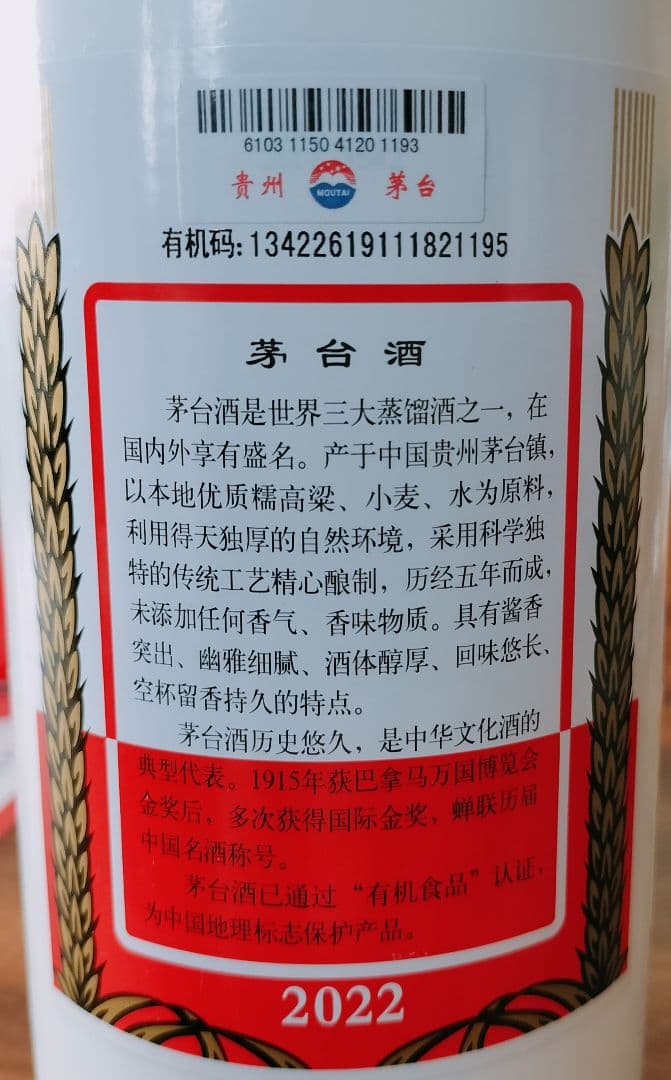 6103 1150 4120 1193
贵州 MOUTAI 茅台
有机码:13422619111821195
茅台酒
茅台酒是世界三大蒸馏酒之一，在
国内外享有盛名。产于中国贵州茅台镇，
以本地优质糯高粱、小麦、水为原料，
利用得天独厚的自然环境，采用科学独
特的传统工艺精心酿制，历经五年而成，
未添加任何香气、香味物质。具有酱香
突出、幽雅细腻、酒体醇厚、回味悠长、
空杯留香持久的特点。
茅台酒历史悠久，是中华文化酒的
典型代表。1915年获巴拿马万国博览会
金奖后，多次获得国际金奖，蝉联历届
中国名酒称号。
茅台酒已通过“有机食品”认证，
为中国地理标志保护产品。
2022